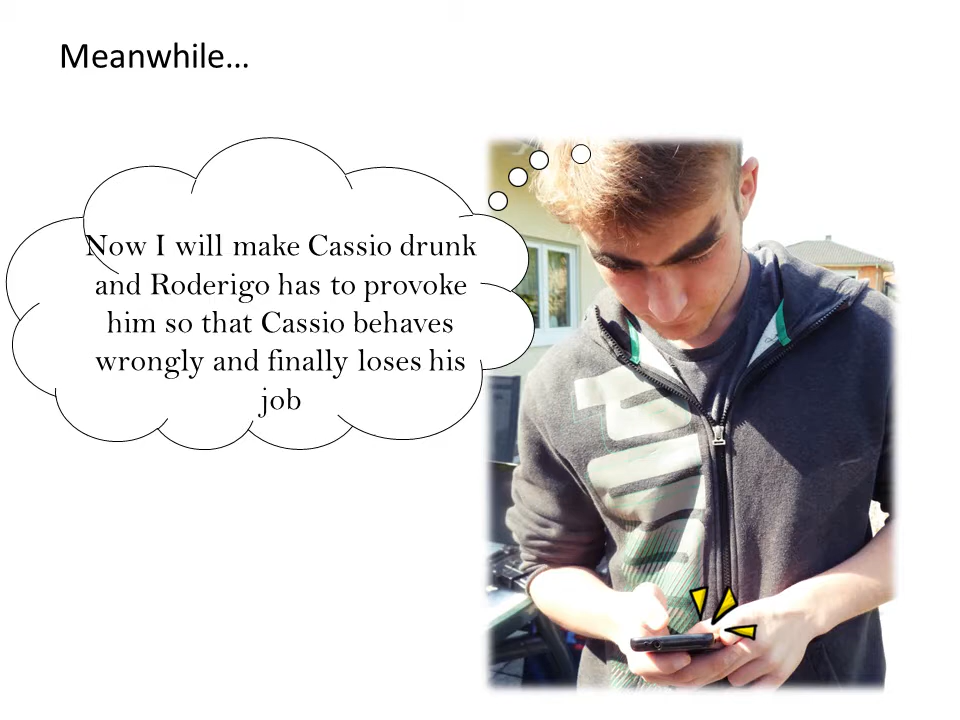 Meanwhile…
Now I will make Cassio drunk
and Roderigo has to provoke
him so that Cassio behaves
wrongly and finally loses his
job